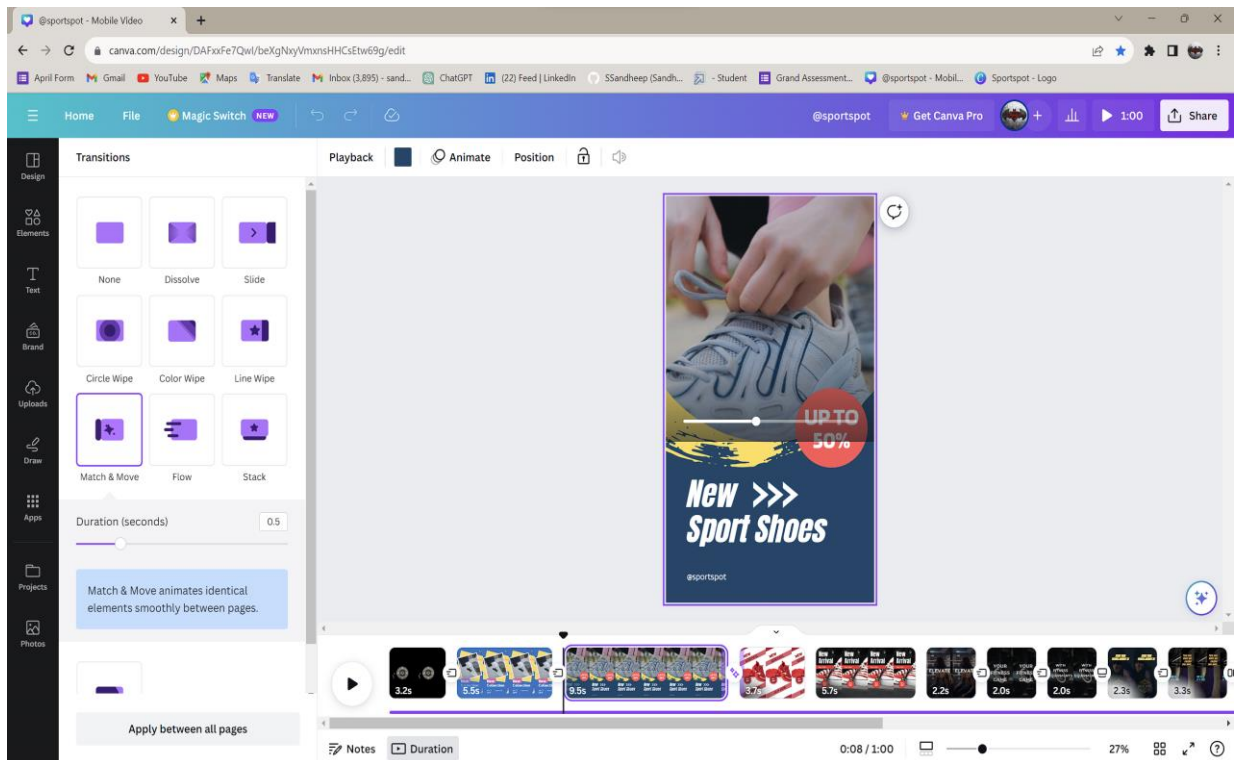 @sportspot - Mobile Video
canva.com/design/DAFxxFe7QwI/beXgNxyVmxnsHHCsEtw69g/edit
April Form Gmail YouTube Maps Translate Inbox (3,895) - sand... ChatGPT (22) Feed | LinkedIn SSandheep (Sandh... - Student Grand Assessment... @sportspot - Mobil... Sportspot - Logo
Home File Magic Switch NEW @sportspot Get Canva Pro 1:00 Share
Design
Elements
Text
Brand
Uploads
Draw
Apps
Projects
Photos
Transitions
None Dissolve Slide
Circle Wipe Color Wipe Line Wipe
Match & Move Flow Stack
Duration (seconds) 0.5
Match & Move animates identical
elements smoothly between pages.
Apply between all pages
Playback Animate Position
UP TO
50%
New >>>
Sport Shoes
@sportspot
3.2s 5.5s 9.5s 3.7s 5.7s 2.2s 2.0s 2.0s 2.3s 3.3s
Notes Duration 0:08 / 1:00 27%